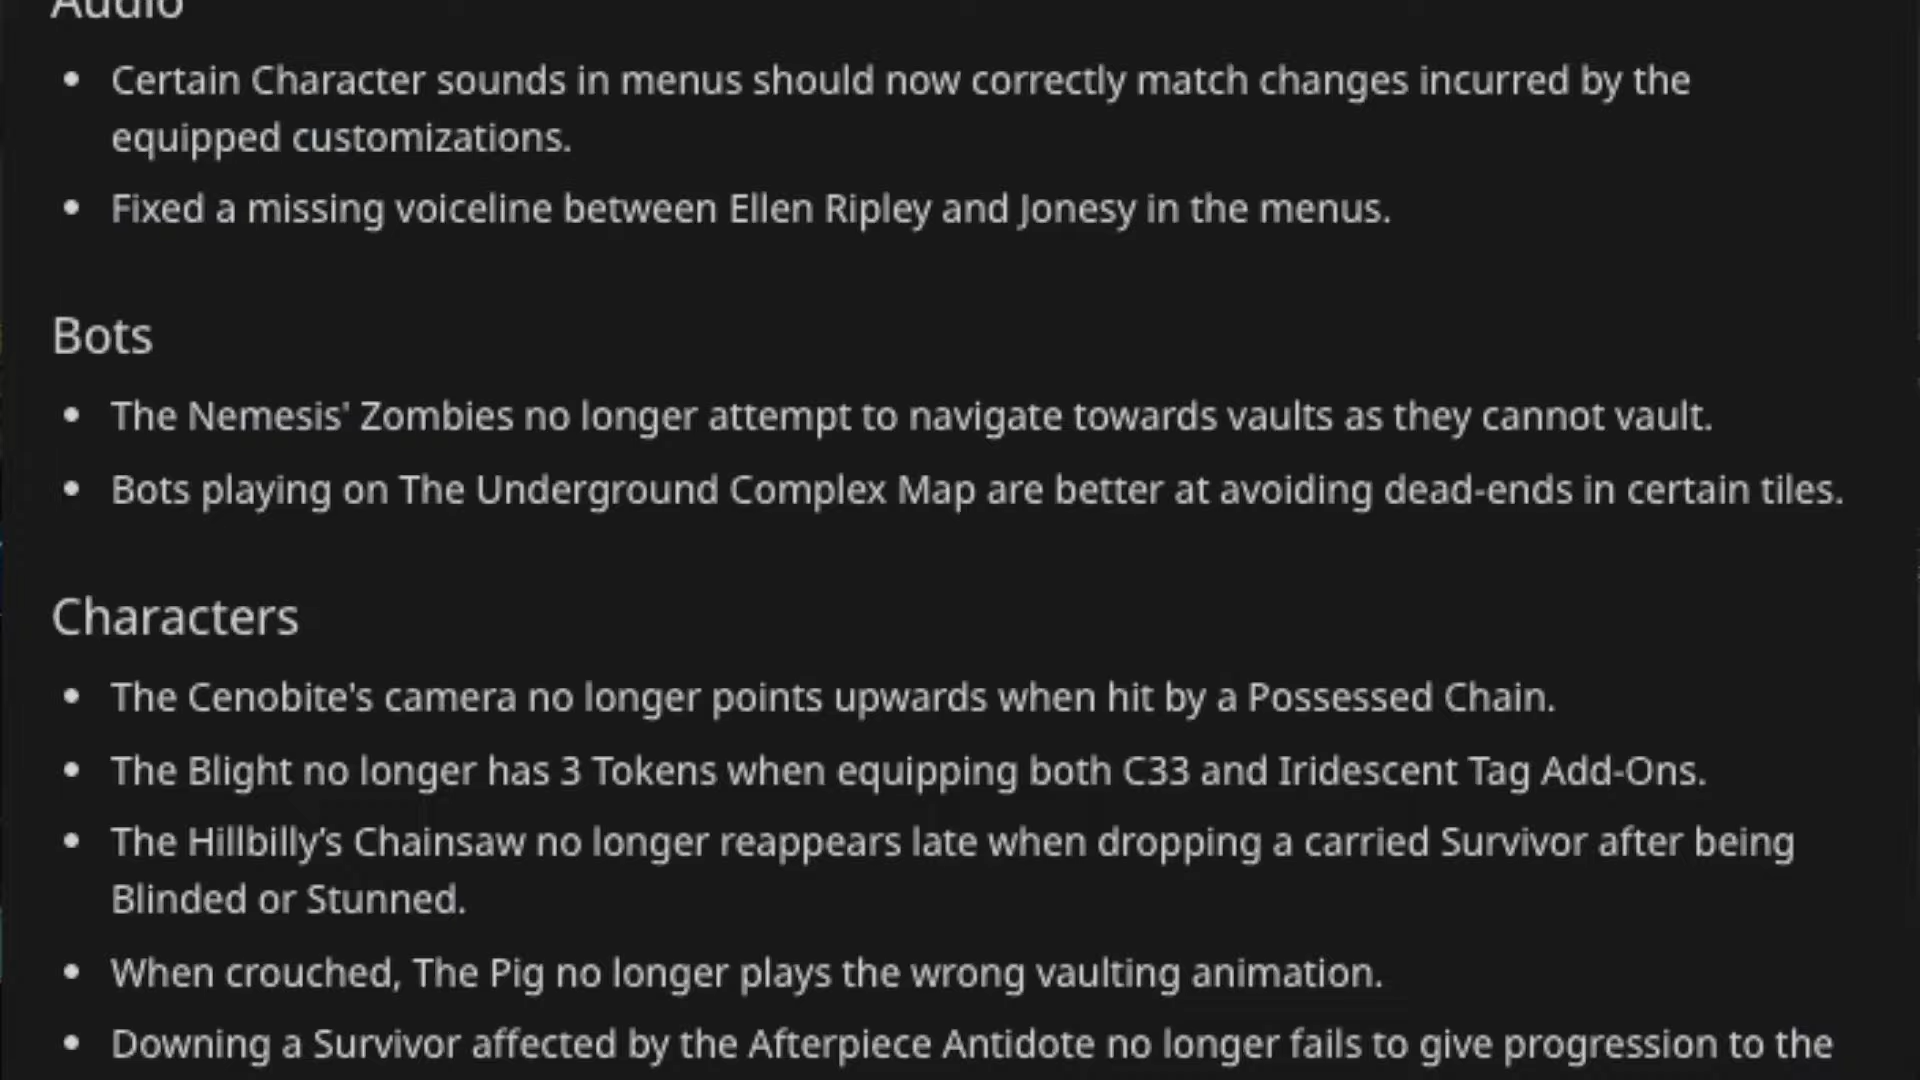 Audio
• Certain Character sounds in menus should now correctly match changes incurred by the
equipped customizations.
• Fixed a missing voiceline between Ellen Ripley and Jonesy in the menus.
Bots
• The Nemesis' Zombies no longer attempt to navigate towards vaults as they cannot vault.
• Bots playing on The Underground Complex Map are better at avoiding dead-ends in certain tiles.
Characters
• The Cenobite's camera no longer points upwards when hit by a Possessed Chain.
• The Blight no longer has 3 Tokens when equipping both C33 and Iridescent Tag Add-Ons.
• The Hillbilly’s Chainsaw no longer reappears late when dropping a carried Survivor after being
Blinded or Stunned.
• When crouched, The Pig no longer plays the wrong vaulting animation.
• Downing a Survivor affected by the Afterpiece Antidote no longer fails to give progression to the